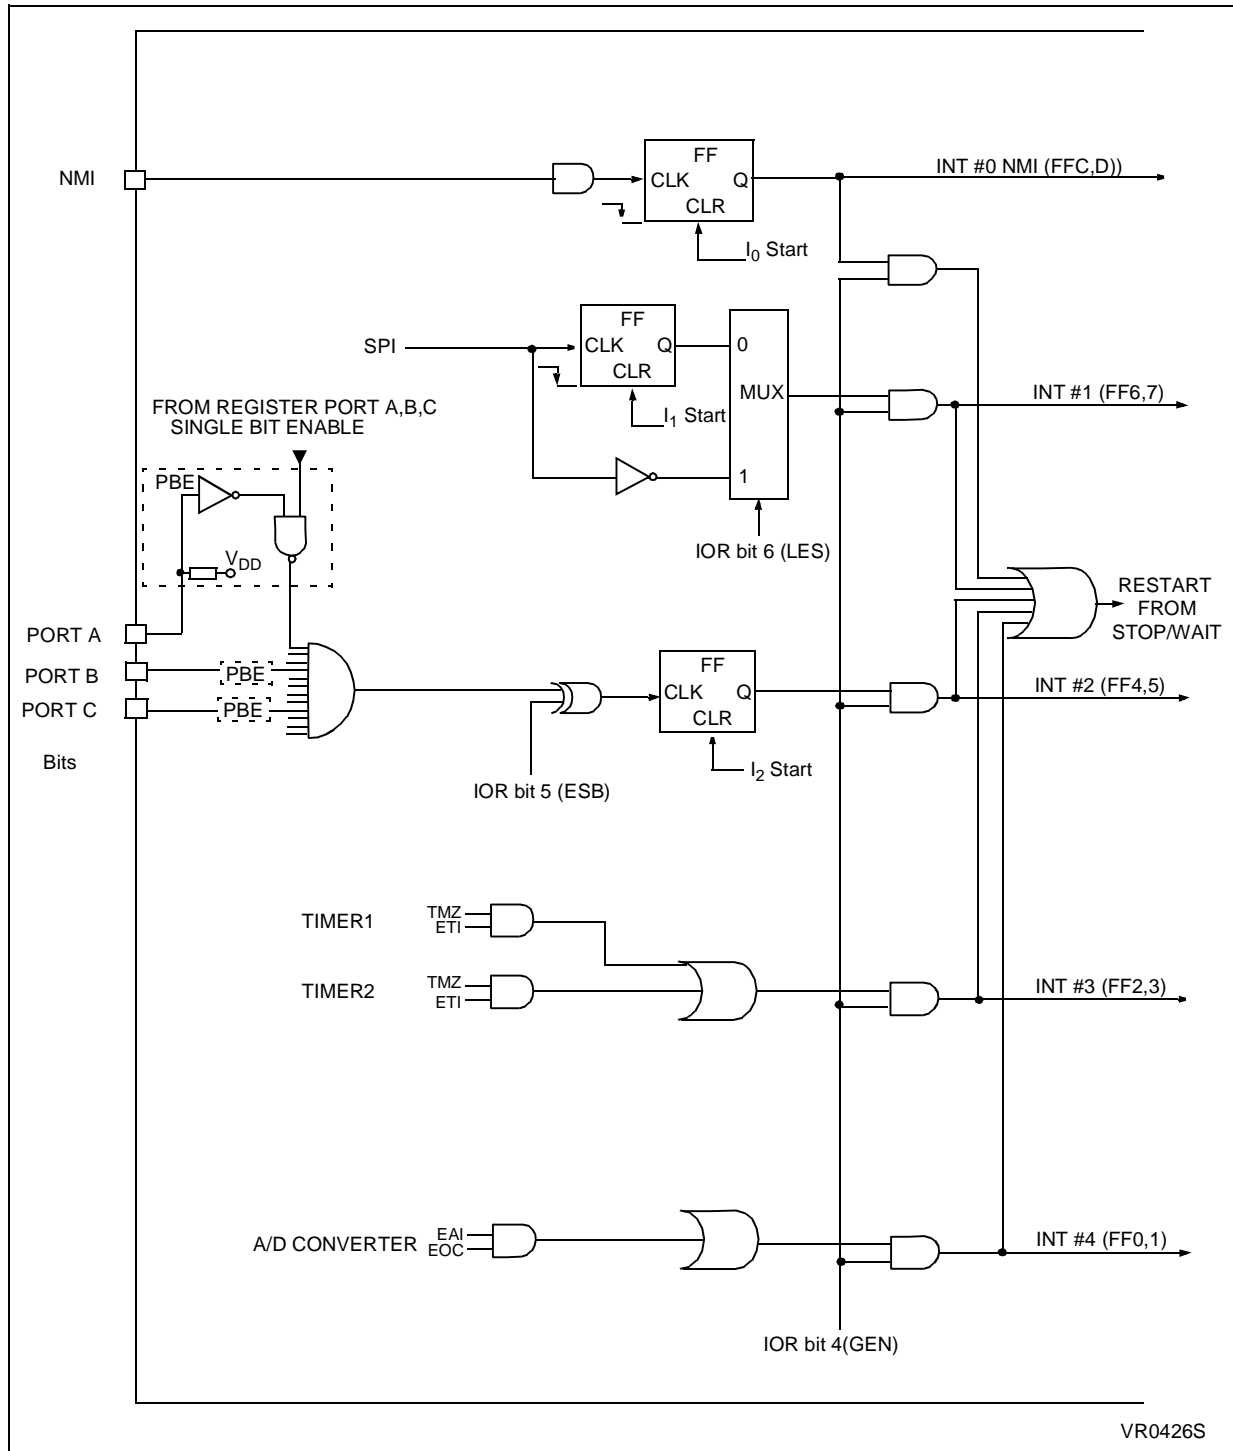 NMI
FF
CLK Q
CLR
INT #0 NMI (FFC,D))
I0 Start
SPI
FF
CLK Q
CLR
0
MUX
1
I1 Start
INT #1 (FF6,7)
FROM REGISTER PORT A,B,C
SINGLE BIT ENABLE
PBE
VDD
IOR bit 6 (LES)
RESTART
FROM
STOP/WAIT
PORT A
PORT B
PBE
PORT C
PBE
Bits
FF
CLK Q
CLR
INT #2 (FF4,5)
I2 Start
IOR bit 5 (ESB)
TIMER1
TMZ
ETI
TIMER2
TMZ
ETI
INT #3 (FF2,3)
A/D CONVERTER
EAI
EOC
INT #4 (FF0,1)
IOR bit 4(GEN)
VR0426S